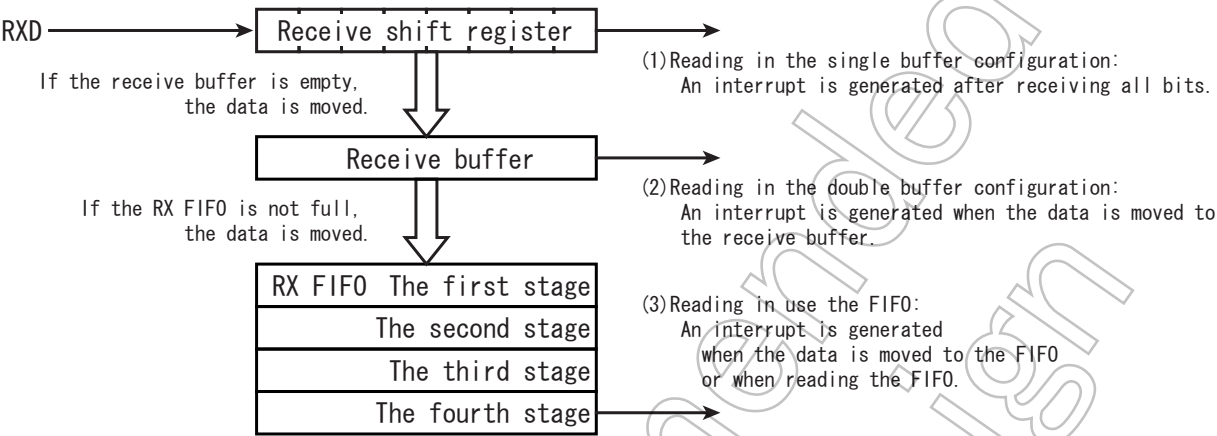 RXD
Receive shift register
If the receive buffer is empty,
the data is moved.
(1)Reading in the single buffer configuration:
An interrupt is generated after receiving all bits.
Receive buffer
If the RX FIFO is not full,
the data is moved.
(2)Reading in the double buffer configuration:
An interrupt is generated when the data is moved to
the receive buffer.
RX FIFO The first stage
The second stage
The third stage
The fourth stage
(3)Reading in use the FIFO:
An interrupt is generated
when the data is moved to the FIFO
or when reading the FIFO.